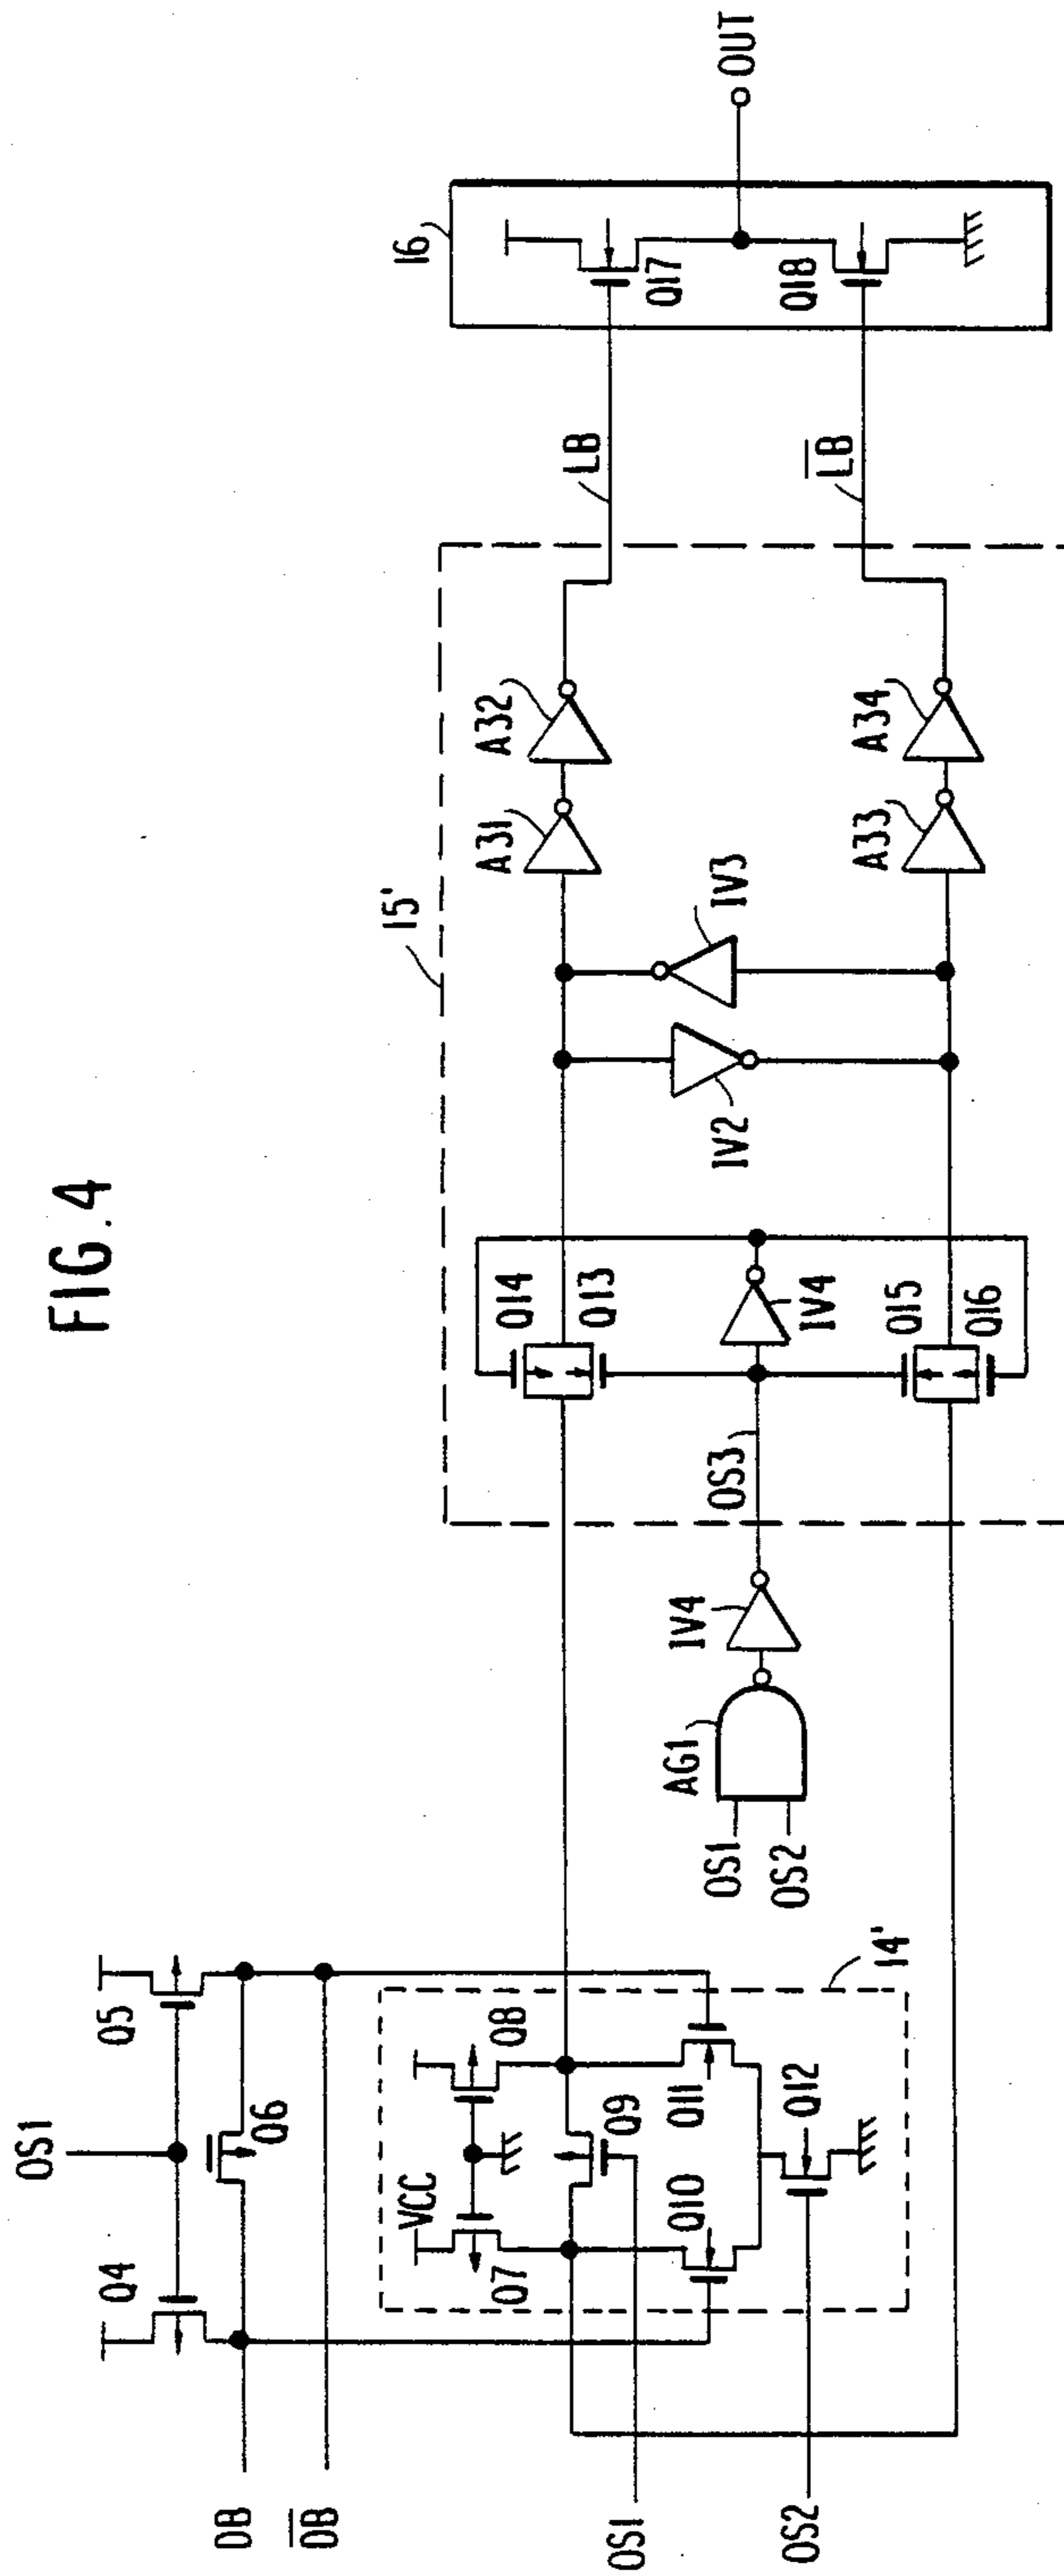 FIG.4
OS1
Q4
Q5
Q6
DB
D̅B̅
VCC
Q7
Q8
Q9
Q10
Q11
Q12
14'
OS1
OS2
OS1
OS2
AG1
IV4
OS3
15'
Q14
Q13
IV4
Q15
Q16
IV2
IV3
A31
A32
A33
A34
LB
L̅B̅
16
Q17
Q18
OUT